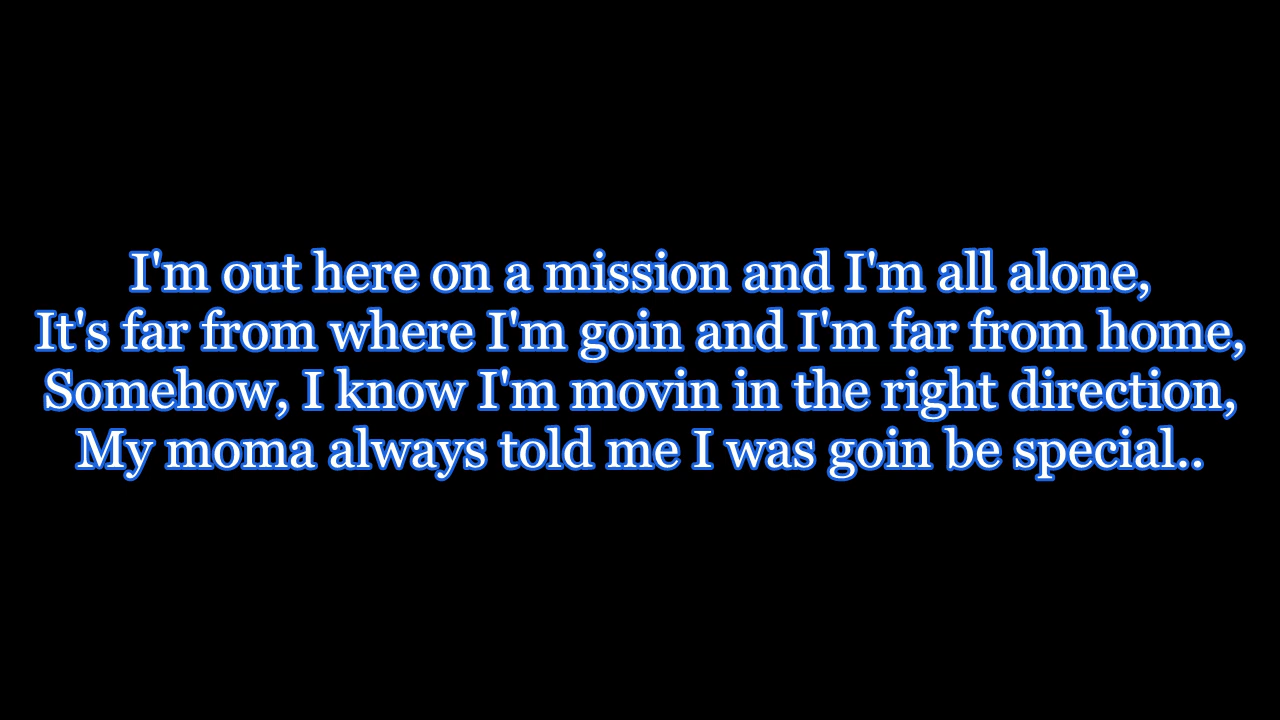 I'm out here on a mission and I'm all alone,
It's far from where I'm goin and I'm far from home,
Somehow, I know I'm movin in the right direction,
My moma always told me I was goin be special..